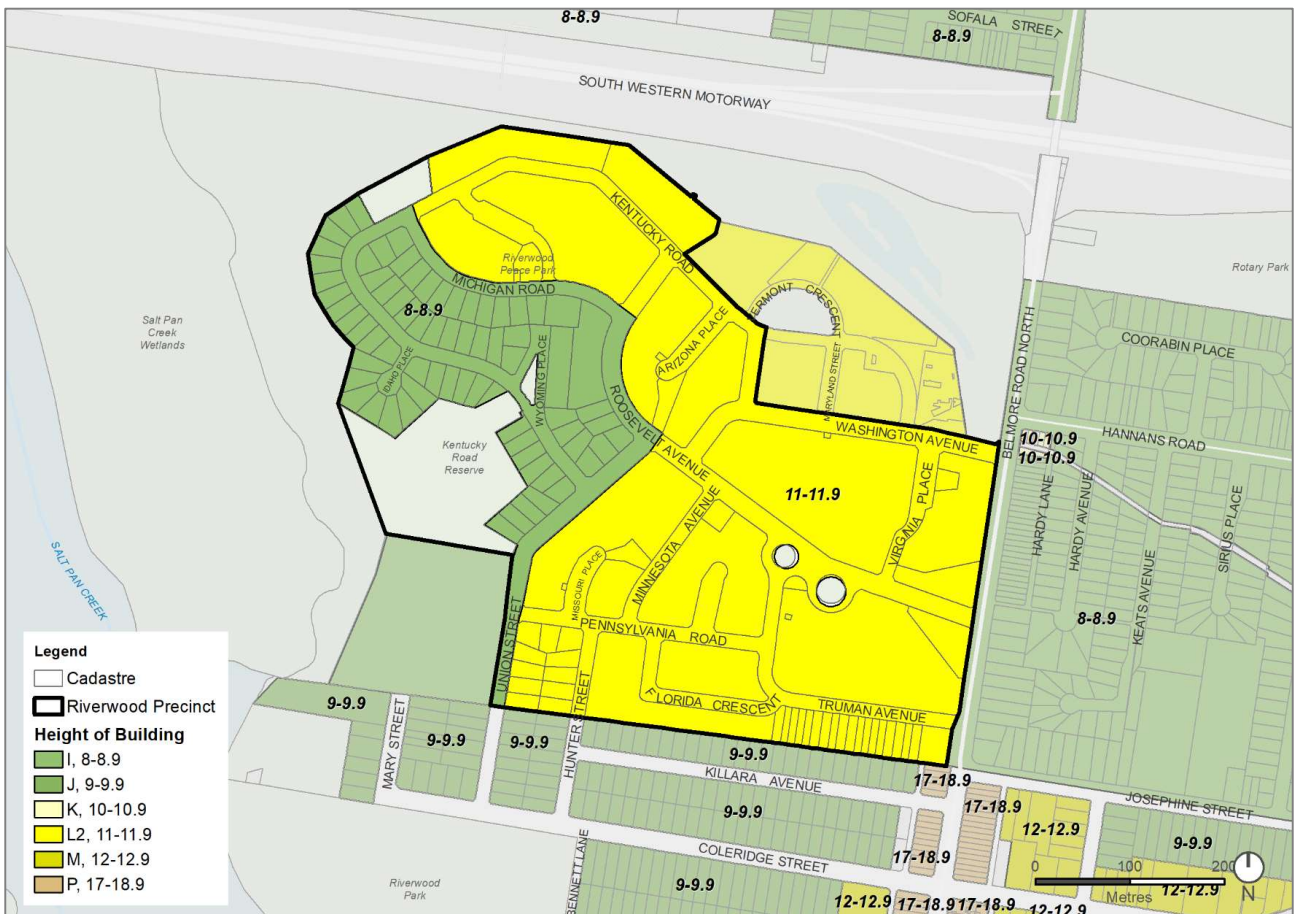 8-8.9
SOFALA STREET
8-8.9
SOUTH WESTERN MOTORWAY
KENTUCKY ROAD
Rotary Park
Riverwood
Peace Park
MICHIGAN ROAD
VERMONT CRESCENT
8-8.9
Salt Pan
Creek
Wetlands
ARIZONA PLACE
COORABIN PLACE
BELMORE ROAD NORTH
IDAHO PLACE
WYOMING PLACE
MARYLAND STREET
ROOSEVELT AVENUE
WASHINGTON AVENUE
HANNANS ROAD
10-10.9
10-10.9
Kentucky
Road
Reserve
11-11.9
VIRGINIA PLACE
HARDY LANE
HARDY AVENUE
SIRIUS PLACE
MINNESOTA AVENUE
SALT PAN CREEK
MISSOURI PLACE
KEATS AVENUE
8-8.9
PENNSYLVANIA ROAD
UNION STREET
HUNTER STREET
FLORIDA CRESCENT
TRUMAN AVENUE
9-9.9
MARY STREET
9-9.9
9-9.9
9-9.9
KILLARA AVENUE
17-18.9
17-18.9
JOSEPHINE STREET
9-9.9
12-12.9
9-9.9
COLERIDGE STREET
17-18.9
BENNETT LANE
Riverwood
Park
9-9.9
12-12.9
17-18.9
17-18.9
12-12.9
12-12.9
0 100 200
Metres
N
Legend
Cadastre
Riverwood Precinct
Height of Building
I, 8-8.9
J, 9-9.9
K, 10-10.9
L2, 11-11.9
M, 12-12.9
P, 17-18.9